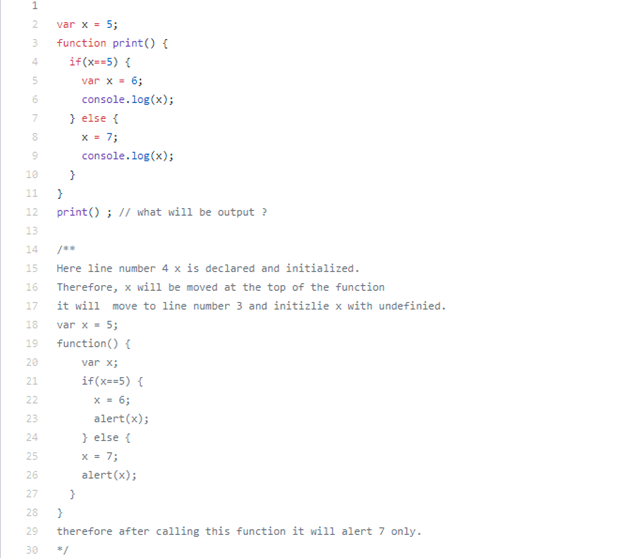 1
2 var x = 5;
3 function print() {
4 if(x==5) {
5 var x = 6;
6 console.log(x);
7 } else {
8 x = 7;
9 console.log(x);
10 }
11 }
12 print() ; // what will be output ?
13
14 /**
15 Here line number 4 x is declared and initialized.
16 Therefore, x will be moved at the top of the function
17 it will  move to line number 3 and initizlie x with undefinied.
18 var x = 5;
19 function() {
20 var x;
21 if(x==5) {
22 x = 6;
23 alert(x);
24 } else {
25 x = 7;
26 alert(x);
27 }
28 }
29 therefore after calling this function it will alert 7 only.
30 */